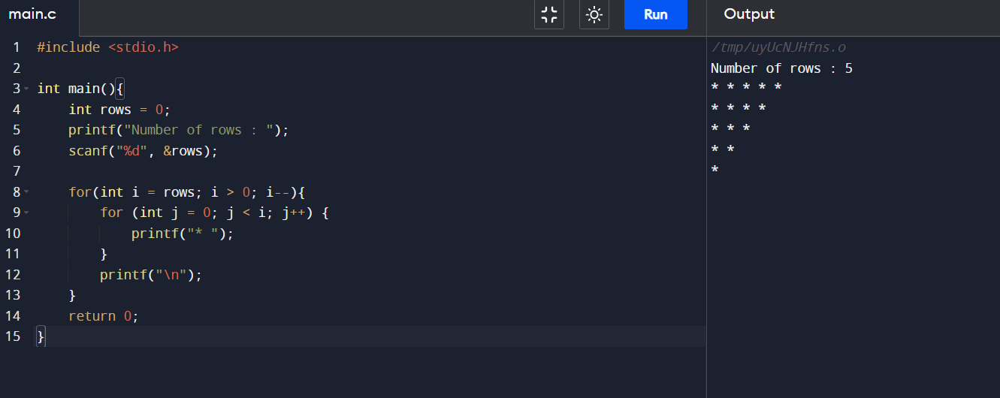 main.c
Run
Output
1 #include <stdio.h>
2
3 int main(){
4     int rows = 0;
5     printf("Number of rows : ");
6     scanf("%d", &rows);
7
8     for(int i = rows; i > 0; i--){
9         for (int j = 0; j < i; j++) {
10             printf("* ");
11         }
12         printf("\n");
13     }
14     return 0;
15 }
/tmp/uyUcNJHfns.o
Number of rows : 5
* * * * *
* * * *
* * *
* *
*